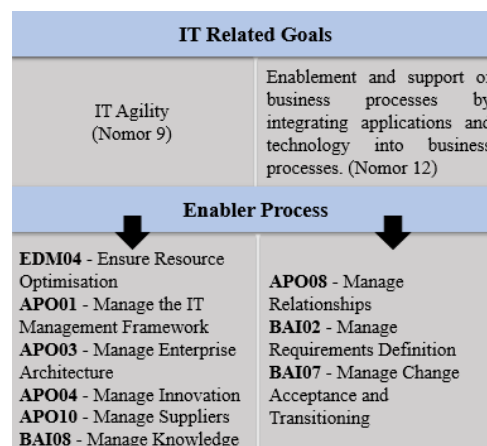 IT Related Goals
IT Agility
(Nomor 9)
Enablement and support of
business processes by
integrating applications and
technology into business
processes. (Nomor 12)
Enabler Process
EDM04 - Ensure Resource
Optimisation
APO01 - Manage the IT
Management Framework
APO03 - Manage Enterprise
Architecture
APO04 - Manage Innovation
APO10 - Manage Suppliers
BAI08 - Manage Knowledge
APO08 - Manage
Relationships
BAI02 - Manage
Requirements Definition
BAI07 - Manage Change
Acceptance and
Transitioning